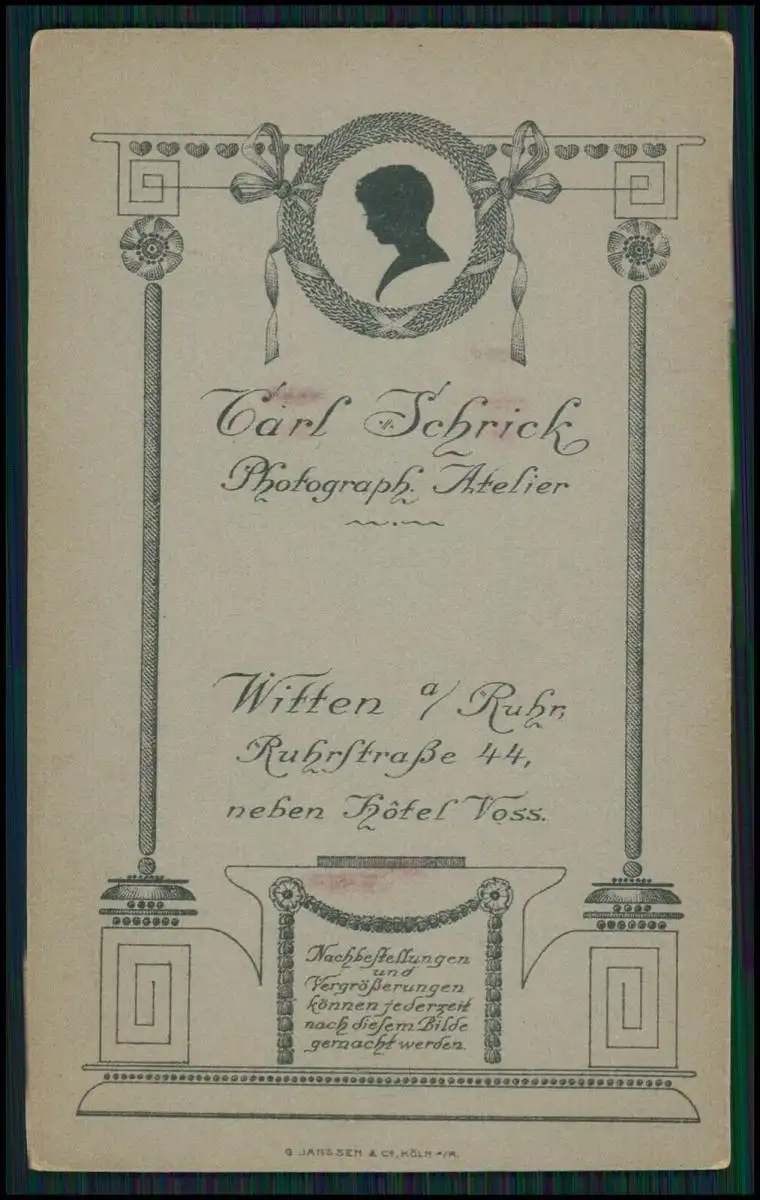 Carl Schrick
Photograph. Atelier
Witten a/ Ruhr,
Ruhrſtraße 44,
neben Hôtel Voss.
Nachbeſtellungen
und
Vergrößerungen
können jederzeit
nach dieſem Bilde
gemacht werden.
G. JANSSEN & Co, KÖLN a/R.